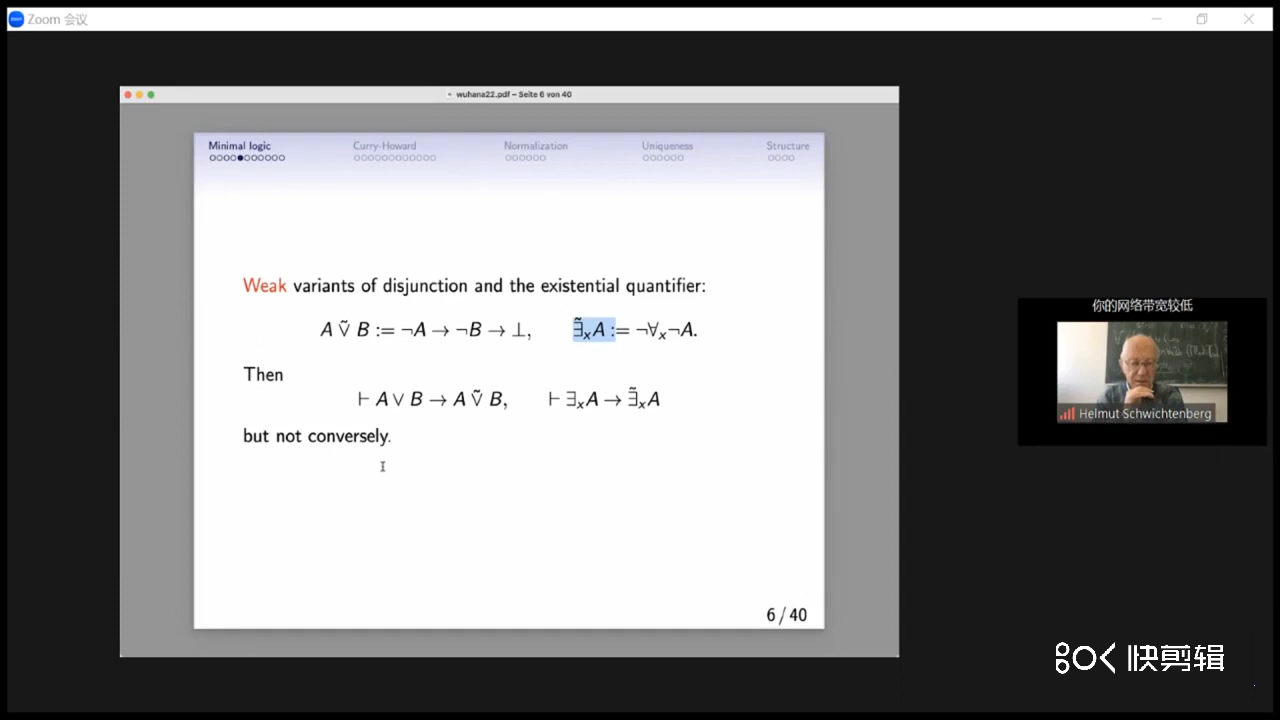 zoom Zoom 会议
wuhana22.pdf – Seite 6 von 40
Minimal logic Curry-Howard Normalization Uniqueness Structure
Weak variants of disjunction and the existential quantifier:
A ∨̃ B := ¬A → ¬B → ⊥, ∃̃ₓA := ¬∀ₓ¬A.
Then
⊢ A ∨ B → A ∨̃ B, ⊢ ∃ₓA → ∃̃ₓA
but not conversely.
6 / 40
你的网络带宽较低
Helmut Schwichtenberg
快剪辑